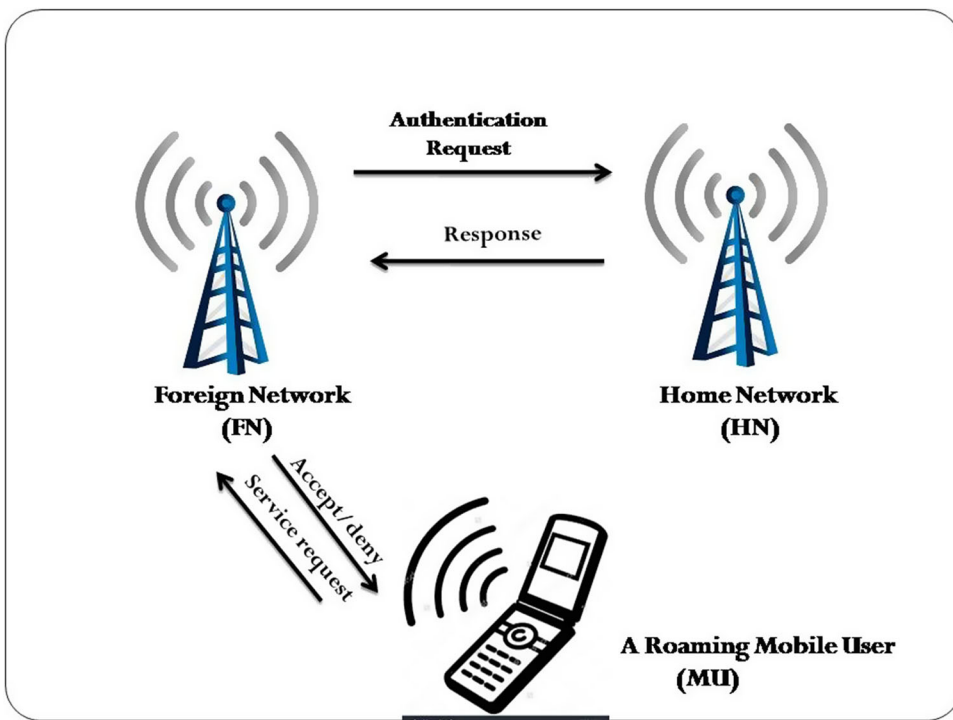 Authentication
Request
Response
Foreign Network
(FN)
Home Network
(HN)
Accept/deny
Service request
A Roaming Mobile User
(MU)